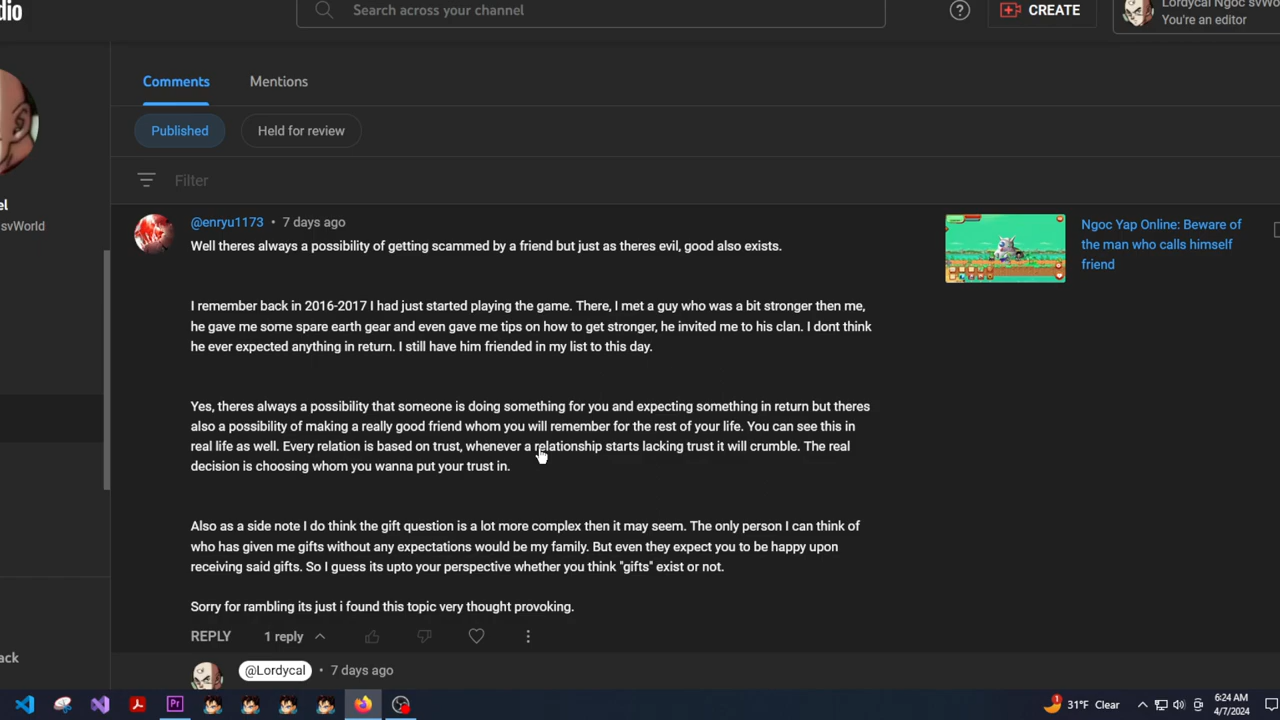 dio
Search across your channel
CREATE
Lordycal Ngoc svWo
You're an editor
Comments
Mentions
Published
Held for review
Filter
el
svWorld
@enryu1173 • 7 days ago
Well theres always a possibility of getting scammed by a friend but just as theres evil, good also exists.
I remember back in 2016-2017 I had just started playing the game. There, I met a guy who was a bit stronger then me,
he gave me some spare earth gear and even gave me tips on how to get stronger, he invited me to his clan. I dont think
he ever expected anything in return. I still have him friended in my list to this day.
Yes, theres always a possibility that someone is doing something for you and expecting something in return but theres
also a possibility of making a really good friend whom you will remember for the rest of your life. You can see this in
real life as well. Every relation is based on trust, whenever a relationship starts lacking trust it will crumble. The real
decision is choosing whom you wanna put your trust in.
Also as a side note I do think the gift question is a lot more complex then it may seem. The only person I can think of
who has given me gifts without any expectations would be my family. But even they expect you to be happy upon
receiving said gifts. So I guess its upto your perspective whether you think "gifts" exist or not.
Sorry for rambling its just i found this topic very thought provoking.
REPLY
1 reply
@Lordycal • 7 days ago
Ngoc Yap Online: Beware of
the man who calls himself
friend
ack
Pr
1
31°F Clear
6:24 AM
4/7/2024